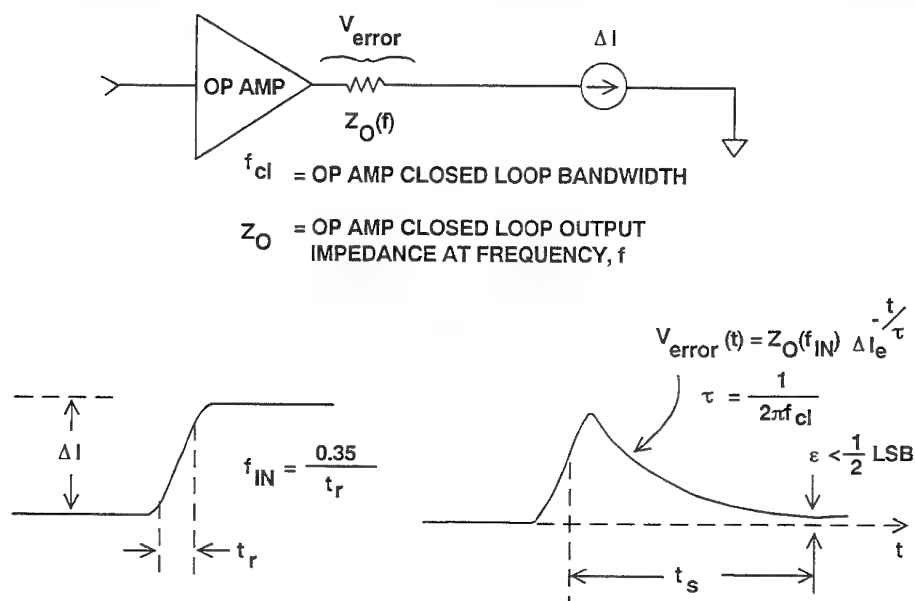 V_error
ΔI
OP AMP
Z_O(f)
f_cl = OP AMP CLOSED LOOP BANDWIDTH
Z_O = OP AMP CLOSED LOOP OUTPUT
IMPEDANCE AT FREQUENCY, f
V_error (t) = Z_O(f_IN) ΔI e^-t/τ
τ = 1/2πf_cl
ΔI
f_IN = 0.35/t_r
ε < 1/2 LSB
t_r
t
t_s